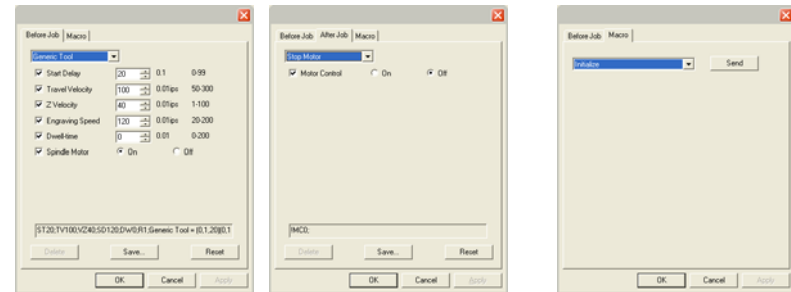 Before Job Macro
Generic Tool
Start Delay 20 0.1 0-99
Travel Velocity 100 0.01ips 50-300
Z Velocity 40 0.01ips 1-100
Engraving Speed 120 0.01ips 20-200
Dwell-time 0 0.01 0-200
Spindle Motor On Off
ST20;TV100;VZ40;SD120;DW0;R1;Generic Tool = (0,1,20)(0,1
Delete Save... Reset
OK Cancel Apply
Before Job After Job Macro
Stop Motor
Motor Control On Off
!MC0;
Delete Save... Reset
OK Cancel Apply
Before Job Macro
Initialize Send
OK Cancel Apply